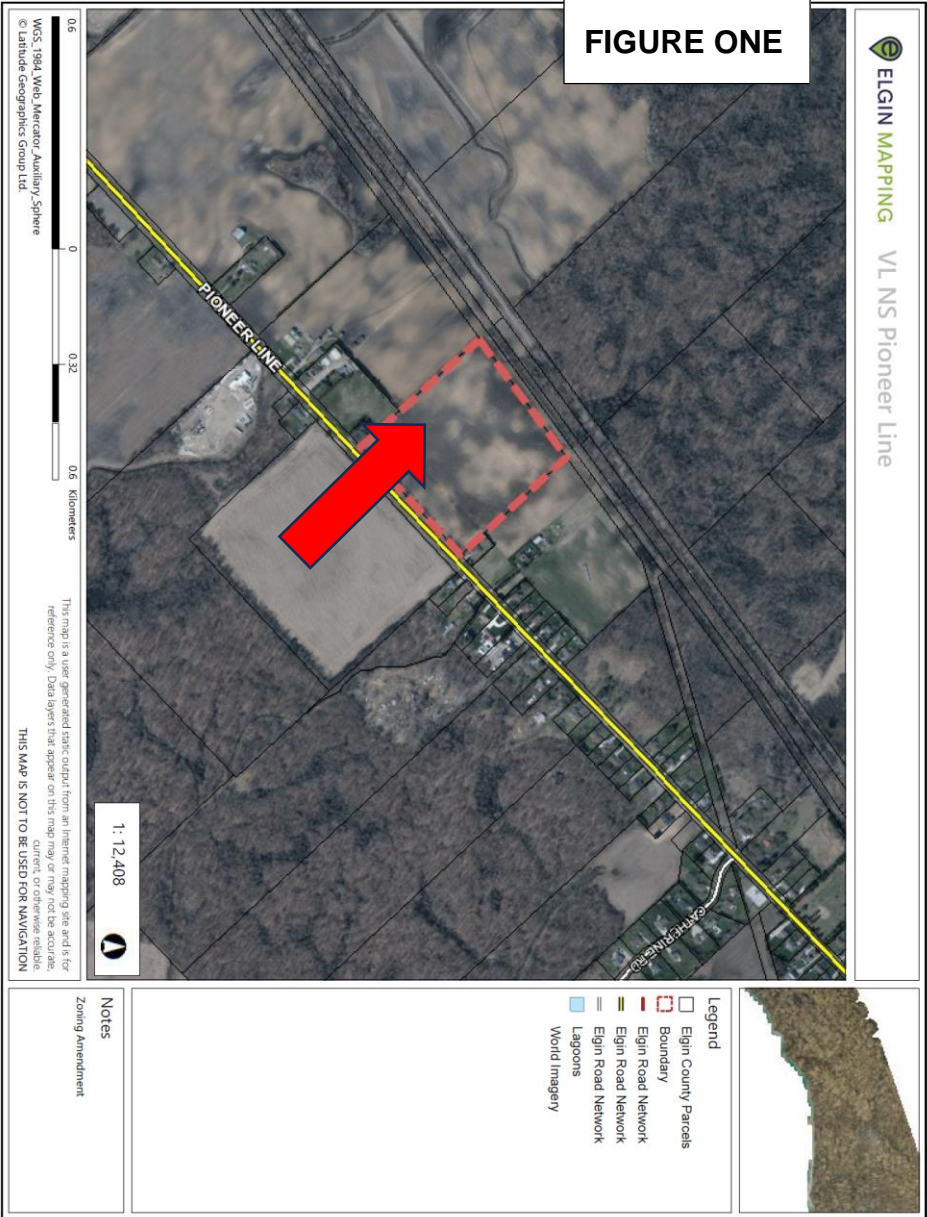 FIGURE ONE
ELGIN MAPPING VL NS Pioneer Line
PIONEER LINE
CATHERINE RD
Legend
Elgin County Parcels
Boundary
Elgin Road Network
Elgin Road Network
Elgin Road Network
Lagoons
World Imagery
Notes
Zoning Amendment
1: 12,408
0.6 0 0.32 0.6 Kilometers
WGS_1984_Web_Mercator_Auxiliary_Sphere
© Latitude Geographics Group Ltd.
This map is a user generated static output from an Internet mapping site and is for
reference only. Data layers that appear on this map may or may not be accurate,
current, or otherwise reliable.
THIS MAP IS NOT TO BE USED FOR NAVIGATION